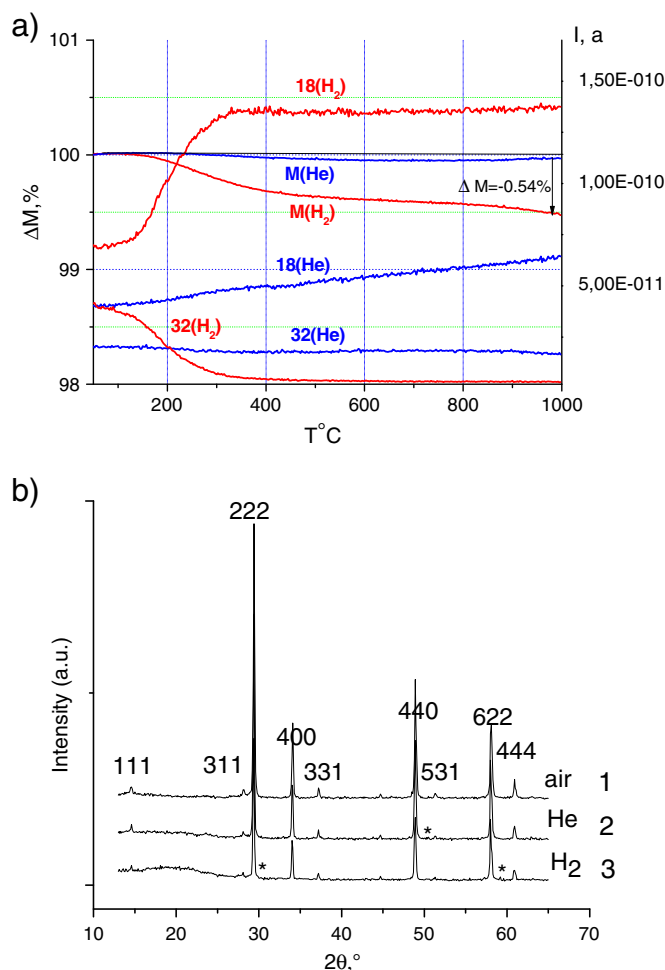 a)
101
100
99
98
ΔM,%
I, a
1,50E-010
1,00E-010
5,00E-011
18(H₂)
M(He)
Δ M=-0.54%
M(H₂)
18(He)
32(H₂)
32(He)
200
400
600
800
1000
T°C
b)
Intensity (a.u.)
222
440
622
400
444
111
311
331
531
air 1
He 2
*
H₂ 3
*
*
10
20
30
40
50
60
70
2θ,°